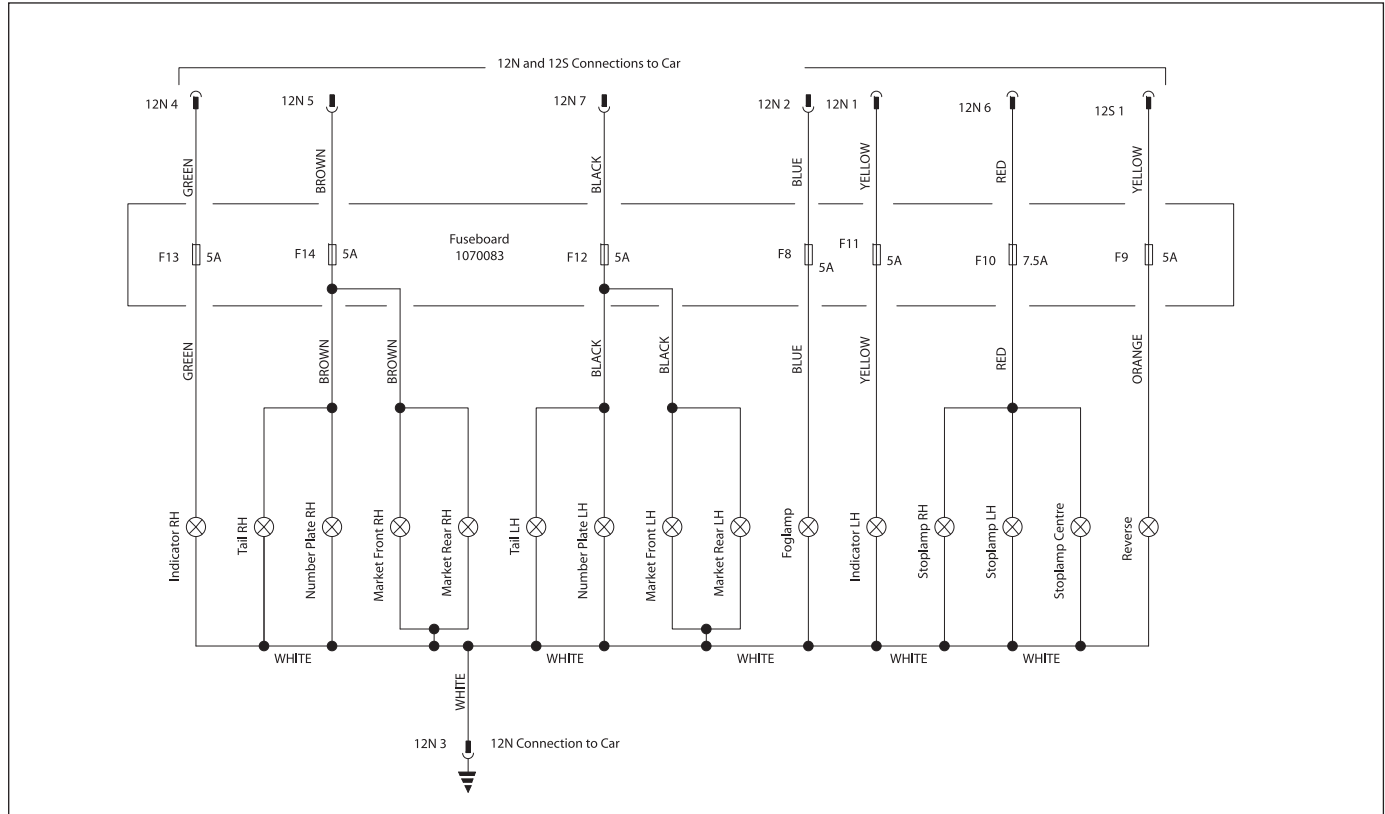 12N and 12S Connections to Car
12N 4
12N 5
12N 7
12N 2
12N 1
12N 6
12S 1
GREEN
BROWN
BLACK
BLUE
YELLOW
RED
YELLOW
Fuseboard
1070083
F13
5A
F14
5A
F12
5A
F8
5A
F11
5A
F10
7.5A
F9
5A
GREEN
BROWN
BROWN
BLACK
BLACK
BLUE
YELLOW
RED
ORANGE
Indicator RH
Tail RH
Number Plate RH
Market Front RH
Market Rear RH
Tail LH
Number Plate LH
Market Front LH
Market Rear LH
Foglamp
Indicator LH
Stoplamp RH
Stoplamp LH
Stoplamp Centre
Reverse
WHITE
WHITE
WHITE
WHITE
WHITE
WHITE
12N 3
12N Connection to Car